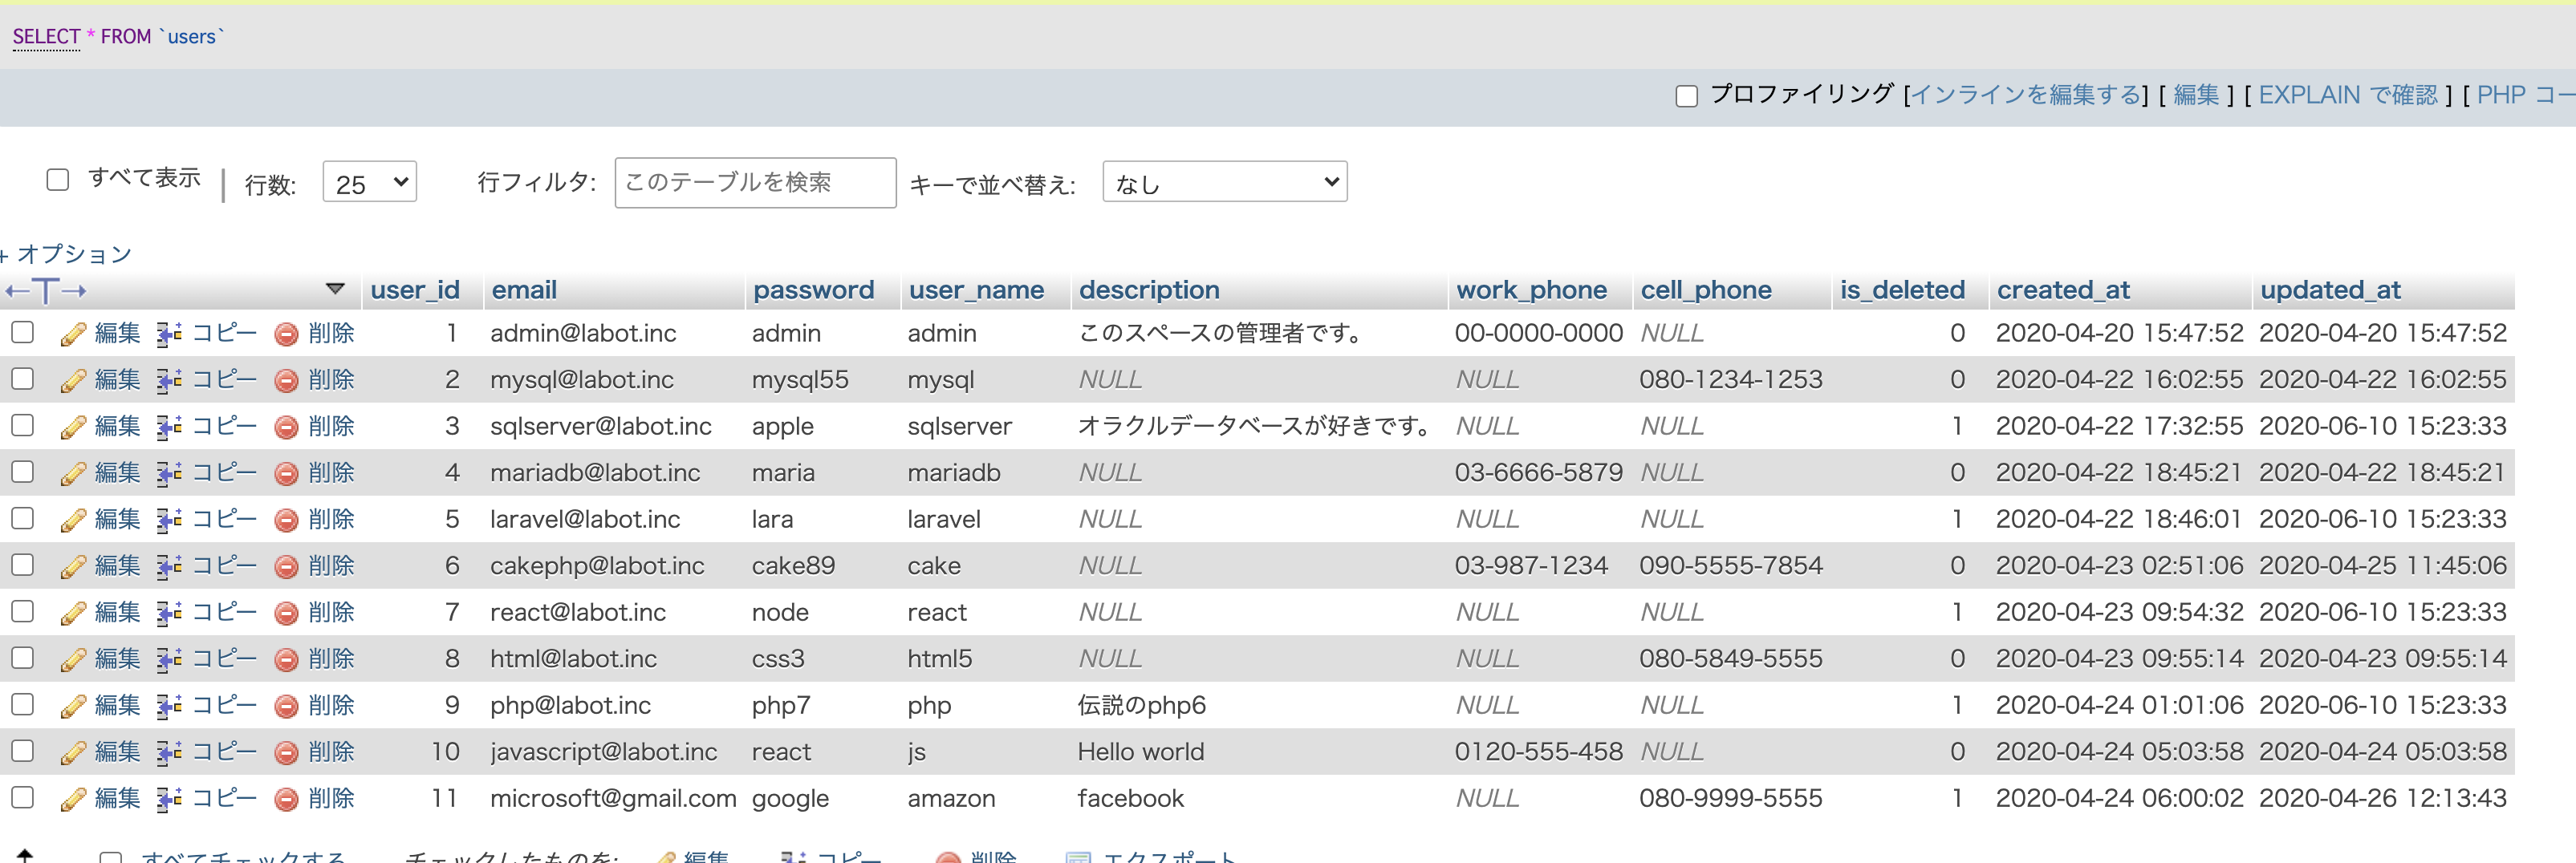 SELECT * FROM `users`
プロファイリング [インラインを編集する] [ 編集 ] [ EXPLAIN で確認 ] [ PHP コー
すべて表示 | 行数: 25 行フィルタ: このテーブルを検索 キーで並べ替え: なし
+ オプション
←T→ user_id email password user_name description work_phone cell_phone is_deleted created_at updated_at
編集 コピー 削除 1 admin@labot.inc admin admin このスペースの管理者です。 00-0000-0000 NULL 0 2020-04-20 15:47:52 2020-04-20 15:47:52
編集 コピー 削除 2 mysql@labot.inc mysql55 mysql NULL NULL 080-1234-1253 0 2020-04-22 16:02:55 2020-04-22 16:02:55
編集 コピー 削除 3 sqlserver@labot.inc apple sqlserver オラクルデータベースが好きです。 NULL NULL 1 2020-04-22 17:32:55 2020-06-10 15:23:33
編集 コピー 削除 4 mariadb@labot.inc maria mariadb NULL 03-6666-5879 NULL 0 2020-04-22 18:45:21 2020-04-22 18:45:21
編集 コピー 削除 5 laravel@labot.inc lara laravel NULL NULL NULL 1 2020-04-22 18:46:01 2020-06-10 15:23:33
編集 コピー 削除 6 cakephp@labot.inc cake89 cake NULL 03-987-1234 090-5555-7854 0 2020-04-23 02:51:06 2020-04-25 11:45:06
編集 コピー 削除 7 react@labot.inc node react NULL NULL NULL 1 2020-04-23 09:54:32 2020-06-10 15:23:33
編集 コピー 削除 8 html@labot.inc css3 html5 NULL NULL 080-5849-5555 0 2020-04-23 09:55:14 2020-04-23 09:55:14
編集 コピー 削除 9 php@labot.inc php7 php 伝説のphp6 NULL NULL 1 2020-04-24 01:01:06 2020-06-10 15:23:33
編集 コピー 削除 10 javascript@labot.inc react js Hello world 0120-555-458 NULL 0 2020-04-24 05:03:58 2020-04-24 05:03:58
編集 コピー 削除 11 microsoft@gmail.com google amazon facebook NULL 080-9999-5555 1 2020-04-24 06:00:02 2020-04-26 12:13:43
すべてチェックする チェックしたものを: 編集 コピー 削除 エクスポート